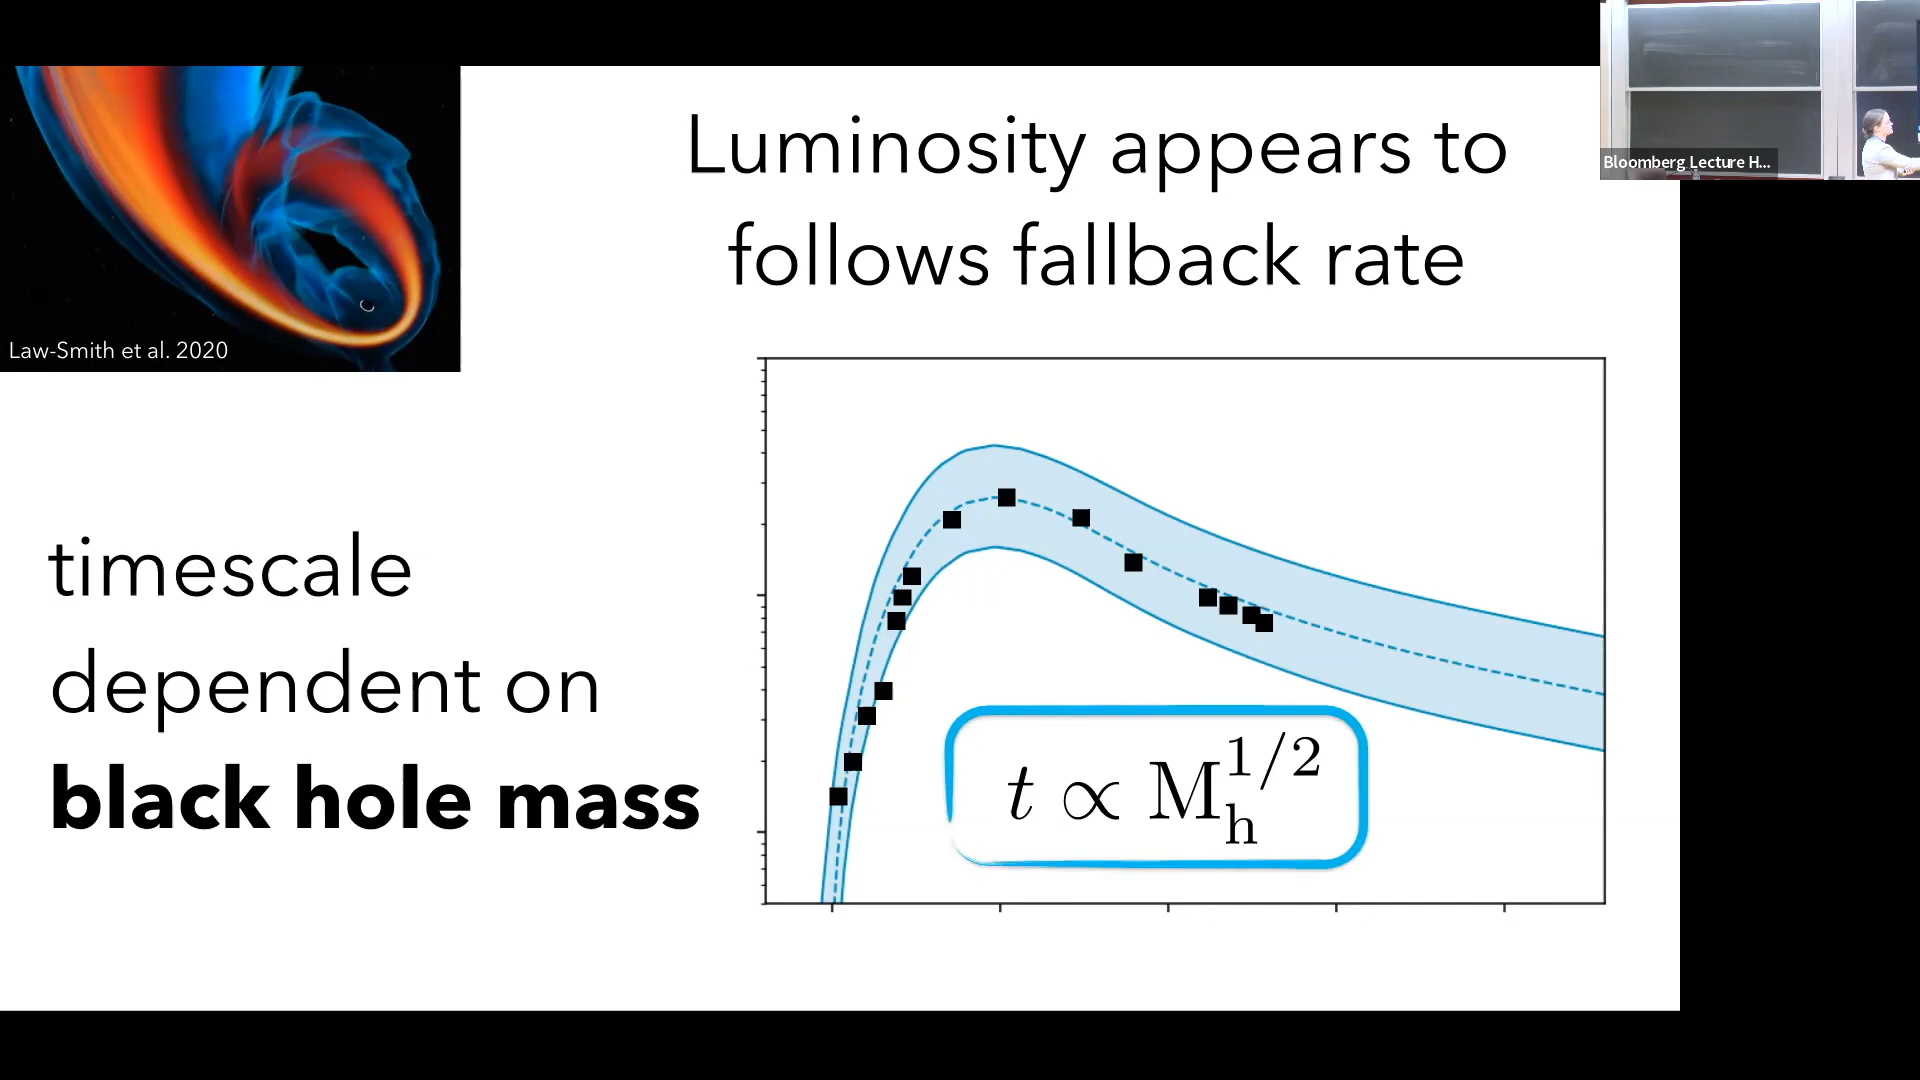 Luminosity appears to
follows fallback rate
Bloomberg Lecture H...
Law-Smith et al. 2020
timescale
dependent on
black hole mass
t ∝ M_h^{1/2}